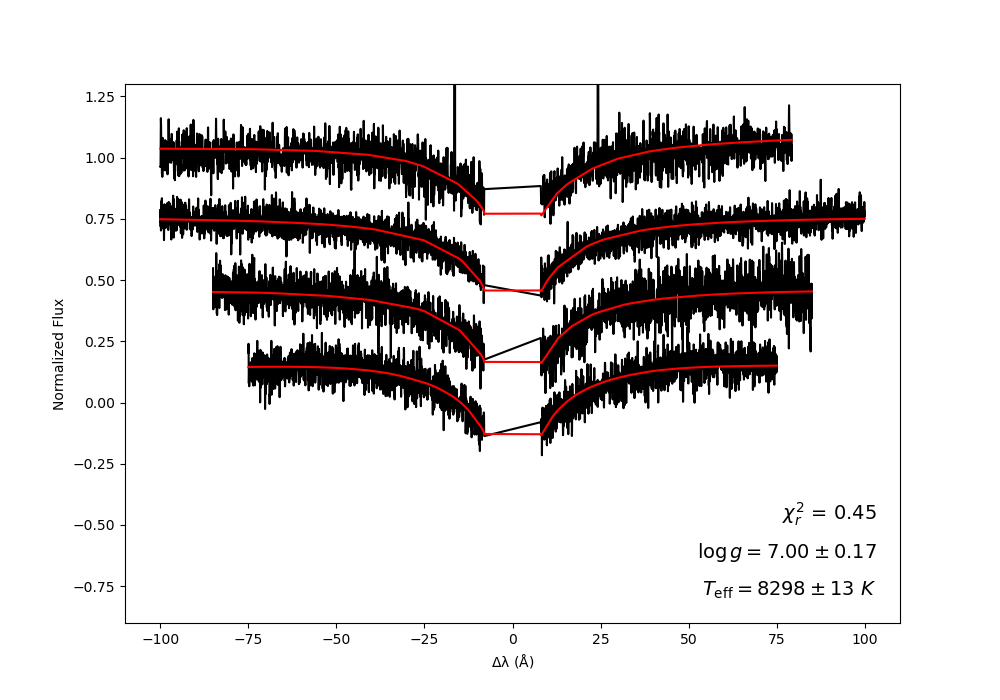 1.25
1.00
0.75
0.50
0.25
0.00
−0.25
−0.50
−0.75
Normalized Flux
χ²ᵣ = 0.45
log g = 7.00 ± 0.17
T_eff = 8298 ± 13 K
−100 −75 −50 −25 0 25 50 75 100
Δλ (Å)